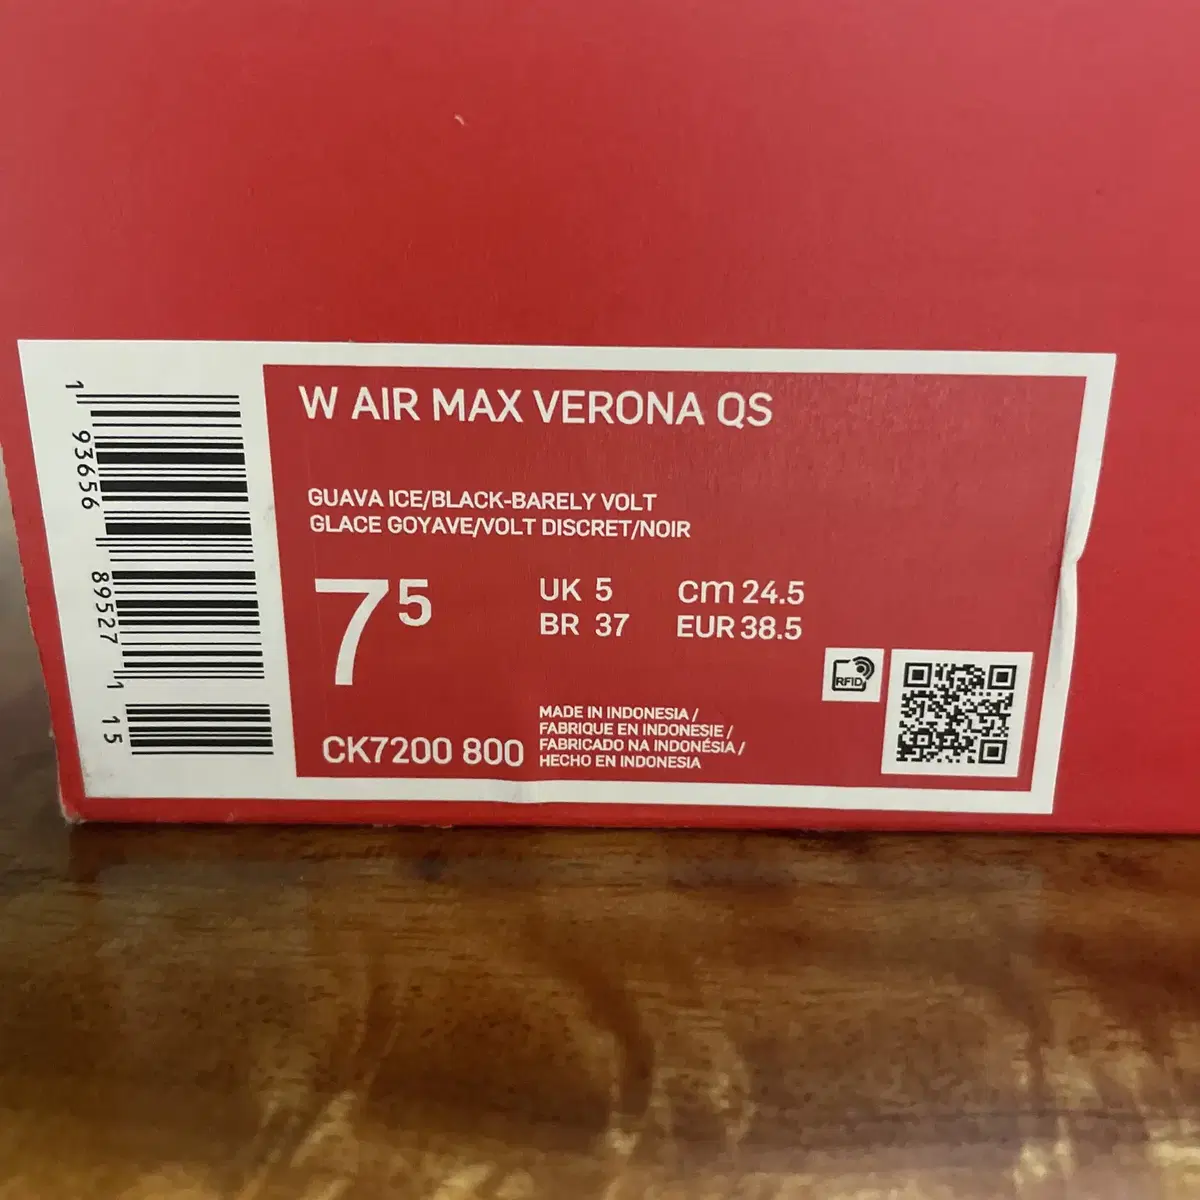 1 93656 89527 1 15
W AIR MAX VERONA QS
GUAVA ICE/BLACK-BARELY VOLT
GLACE GOYAVE/VOLT DISCRET/NOIR
7 5
UK 5 cm 24.5
BR 37 EUR 38.5
RFID
CK7200 800
MADE IN INDONESIA /
FABRIQUE EN INDONESIE /
FABRICADO NA INDONÉSIA /
HECHO EN INDONESIA